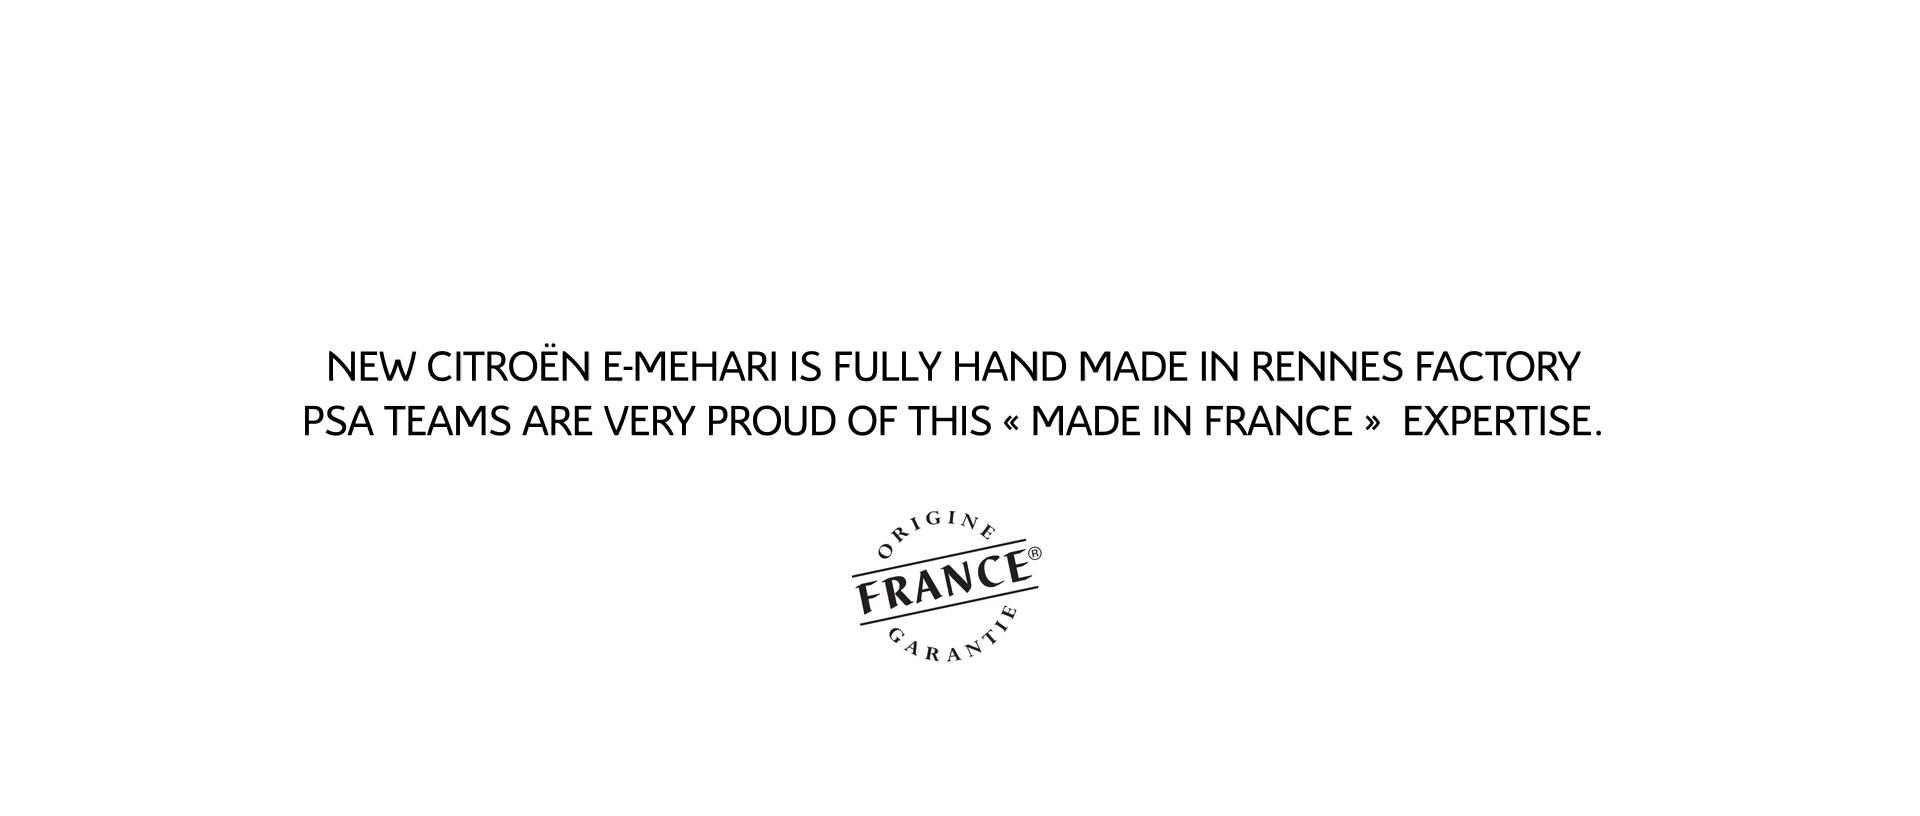 NEW CITROËN E-MEHARI IS FULLY HAND MADE IN RENNES FACTORY
PSA TEAMS ARE VERY PROUD OF THIS « MADE IN FRANCE »  EXPERTISE.
ORIGINE
FRANCE®
GARANTIE